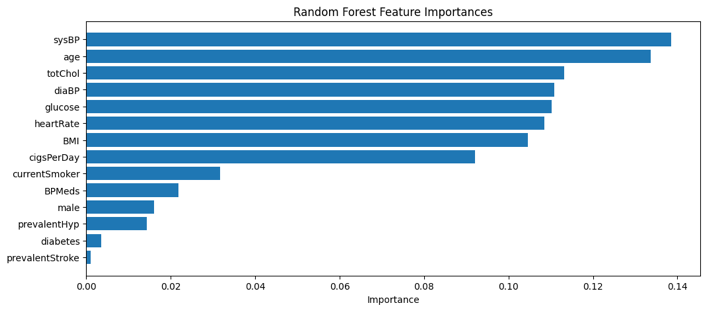 Random Forest Feature Importances
sysBP
age
totChol
diaBP
glucose
heartRate
BMI
cigsPerDay
currentSmoker
BPMeds
male
prevalentHyp
diabetes
prevalentStroke
0.00 0.02 0.04 0.06 0.08 0.10 0.12 0.14
Importance